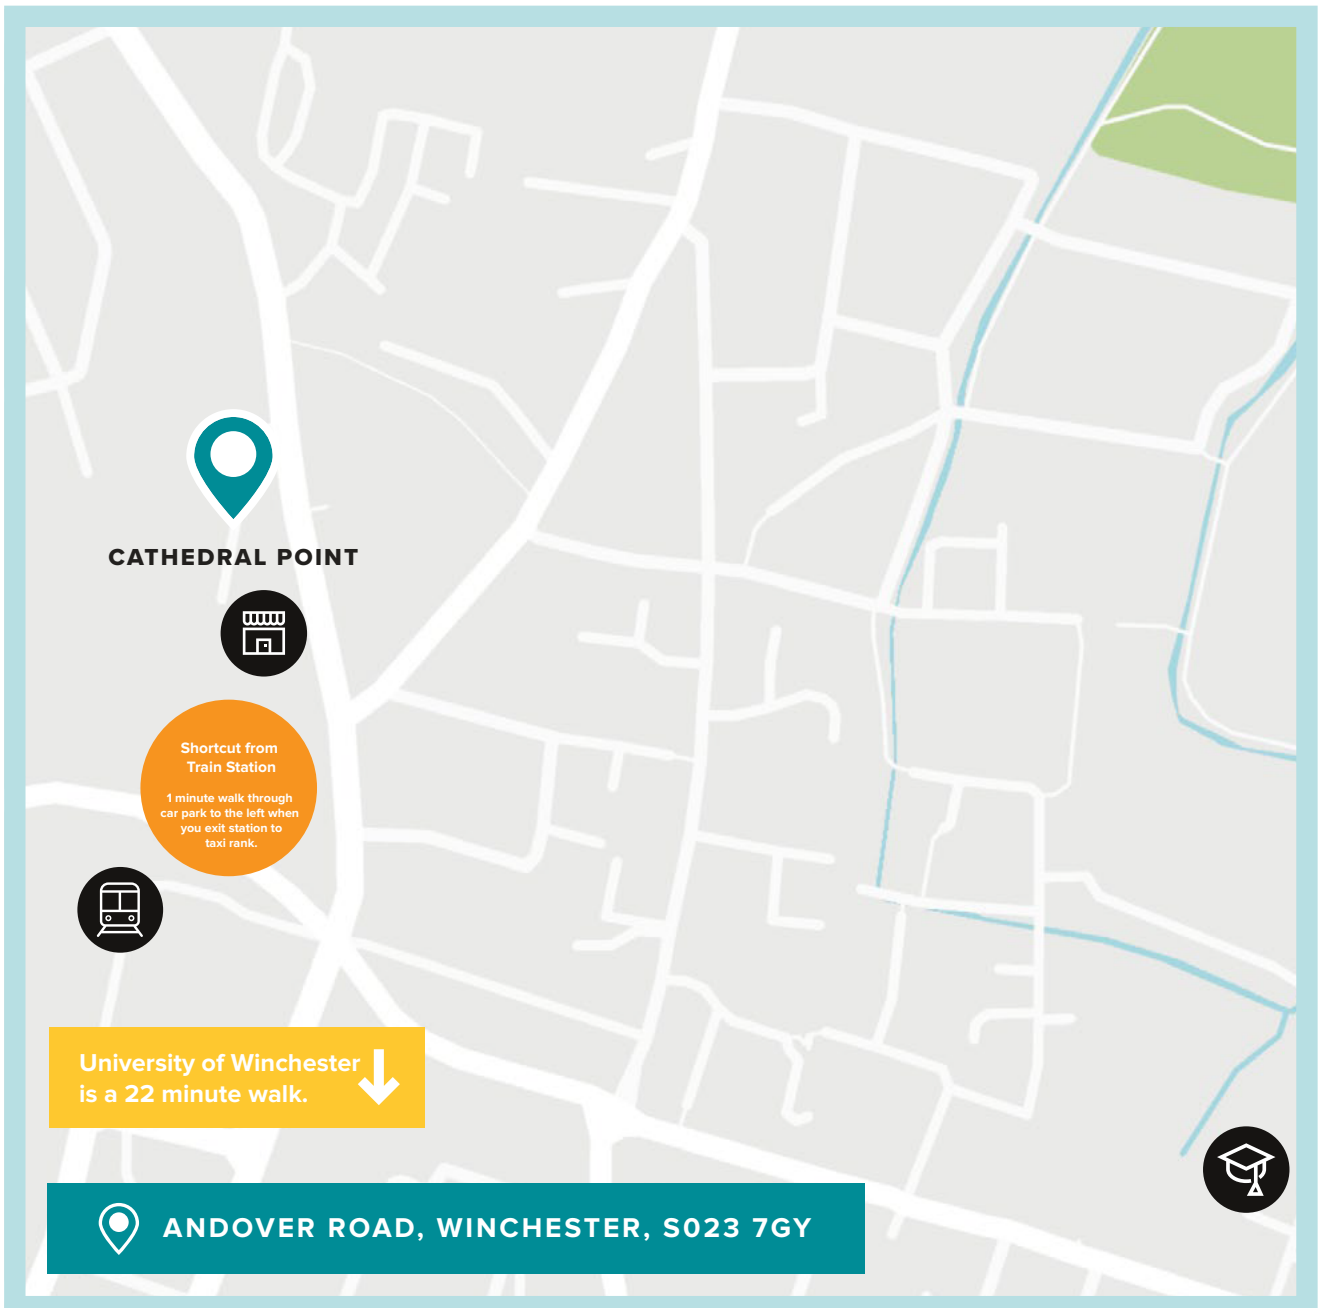 CATHEDRAL POINT
Shortcut from
Train Station
1 minute walk through
car park to the left when
you exit station to
taxi rank.
University of Winchester
is a 22 minute walk.
ANDOVER ROAD, WINCHESTER, S023 7GY